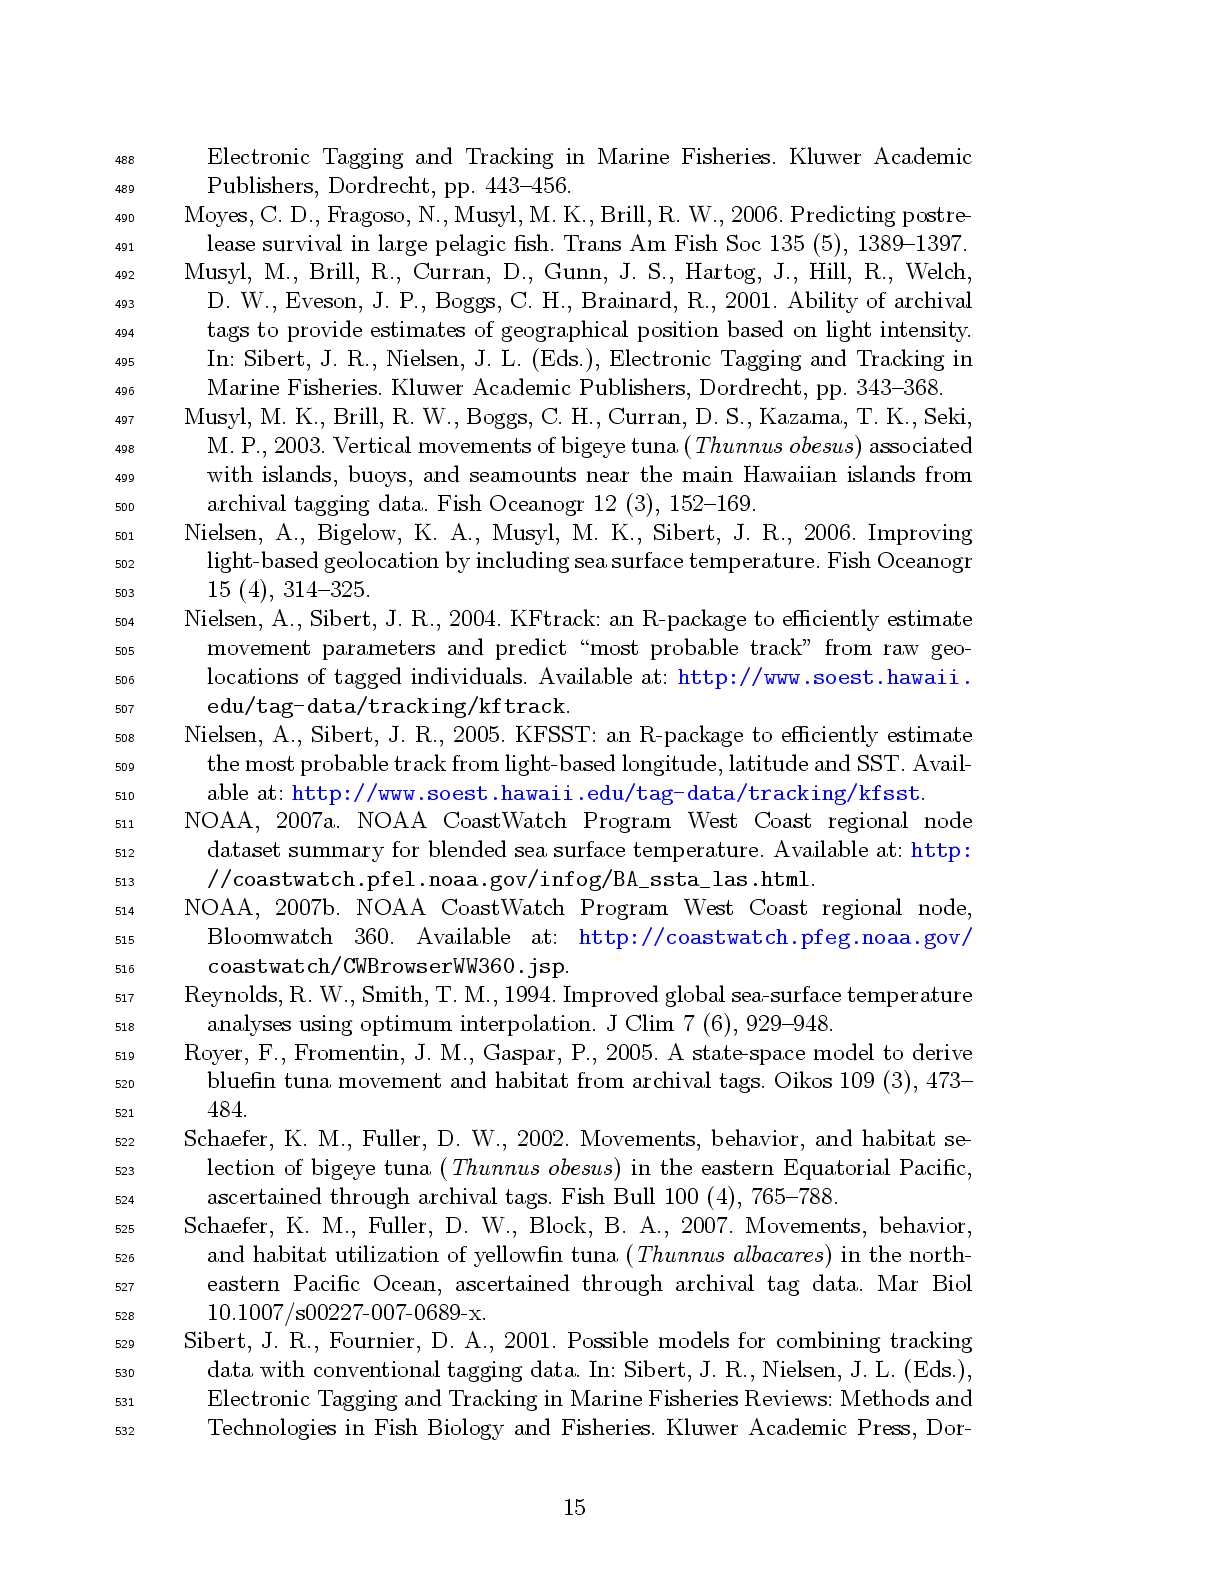 488 Electronic Tagging and Tracking in Marine Fisheries. Kluwer Academic
489 Publishers, Dordrecht, pp. 443–456.
490 Moyes, C. D., Fragoso, N., Musyl, M. K., Brill, R. W., 2006. Predicting postre-
491 lease survival in large pelagic fish. Trans Am Fish Soc 135 (5), 1389–1397.
492 Musyl, M., Brill, R., Curran, D., Gunn, J. S., Hartog, J., Hill, R., Welch,
493 D. W., Eveson, J. P., Boggs, C. H., Brainard, R., 2001. Ability of archival
494 tags to provide estimates of geographical position based on light intensity.
495 In: Sibert, J. R., Nielsen, J. L. (Eds.), Electronic Tagging and Tracking in
496 Marine Fisheries. Kluwer Academic Publishers, Dordrecht, pp. 343–368.
497 Musyl, M. K., Brill, R. W., Boggs, C. H., Curran, D. S., Kazama, T. K., Seki,
498 M. P., 2003. Vertical movements of bigeye tuna (Thunnus obesus) associated
499 with islands, buoys, and seamounts near the main Hawaiian islands from
500 archival tagging data. Fish Oceanogr 12 (3), 152–169.
501 Nielsen, A., Bigelow, K. A., Musyl, M. K., Sibert, J. R., 2006. Improving
502 light-based geolocation by including sea surface temperature. Fish Oceanogr
503 15 (4), 314–325.
504 Nielsen, A., Sibert, J. R., 2004. KFtrack: an R-package to efficiently estimate
505 movement parameters and predict “most probable track” from raw geo-
506 locations of tagged individuals. Available at: http://www.soest.hawaii.
507 edu/tag-data/tracking/kftrack.
508 Nielsen, A., Sibert, J. R., 2005. KFSST: an R-package to efficiently estimate
509 the most probable track from light-based longitude, latitude and SST. Avail-
510 able at: http://www.soest.hawaii.edu/tag-data/tracking/kfsst.
511 NOAA, 2007a. NOAA CoastWatch Program West Coast regional node
512 dataset summary for blended sea surface temperature. Available at: http:
513 //coastwatch.pfel.noaa.gov/infog/BA_ssta_las.html.
514 NOAA, 2007b. NOAA CoastWatch Program West Coast regional node,
515 Bloomwatch 360. Available at: http://coastwatch.pfeg.noaa.gov/
516 coastwatch/CWBrowserWW360.jsp.
517 Reynolds, R. W., Smith, T. M., 1994. Improved global sea-surface temperature
518 analyses using optimum interpolation. J Clim 7 (6), 929–948.
519 Royer, F., Fromentin, J. M., Gaspar, P., 2005. A state-space model to derive
520 bluefin tuna movement and habitat from archival tags. Oikos 109 (3), 473–
521 484.
522 Schaefer, K. M., Fuller, D. W., 2002. Movements, behavior, and habitat se-
523 lection of bigeye tuna (Thunnus obesus) in the eastern Equatorial Pacific,
524 ascertained through archival tags. Fish Bull 100 (4), 765–788.
525 Schaefer, K. M., Fuller, D. W., Block, B. A., 2007. Movements, behavior,
526 and habitat utilization of yellowfin tuna (Thunnus albacares) in the north-
527 eastern Pacific Ocean, ascertained through archival tag data. Mar Biol
528 10.1007/s00227-007-0689-x.
529 Sibert, J. R., Fournier, D. A., 2001. Possible models for combining tracking
530 data with conventional tagging data. In: Sibert, J. R., Nielsen, J. L. (Eds.),
531 Electronic Tagging and Tracking in Marine Fisheries Reviews: Methods and
532 Technologies in Fish Biology and Fisheries. Kluwer Academic Press, Dor-
15